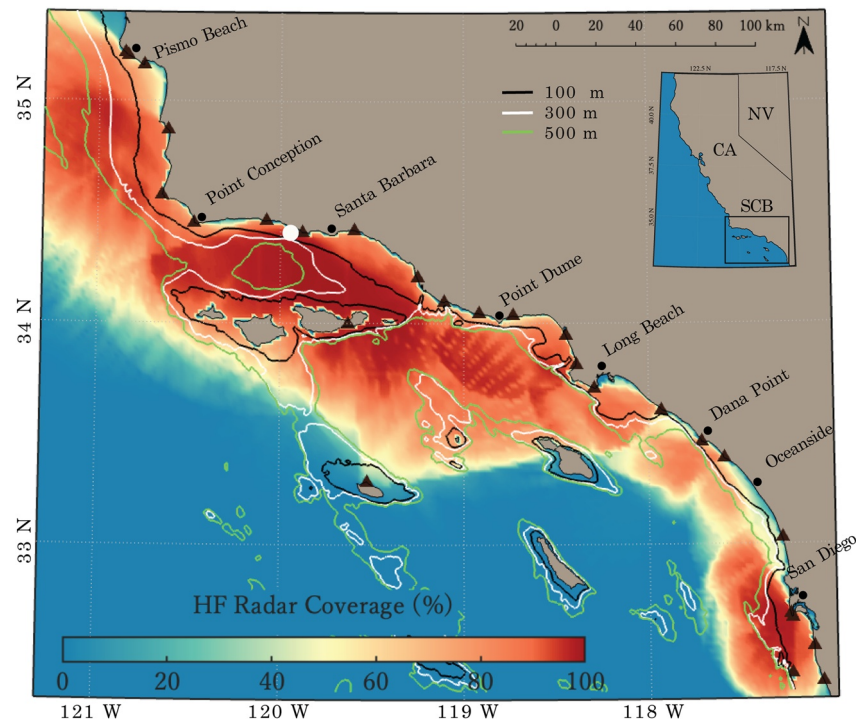 Pismo Beach
Point Conception
Santa Barbara
Point Dume
Long Beach
Dana Point
Oceanside
San Diego
20 0 20 40 60 80 100 km
N
100 m
300 m
500 m
122.5 N 117.5 N
40.0 N
37.5 N
35.0 N
NV
CA
SCB
35 N
34 N
33 N
HF Radar Coverage (%)
0 20 40 60 80 100
121 W 120 W 119 W 118 W